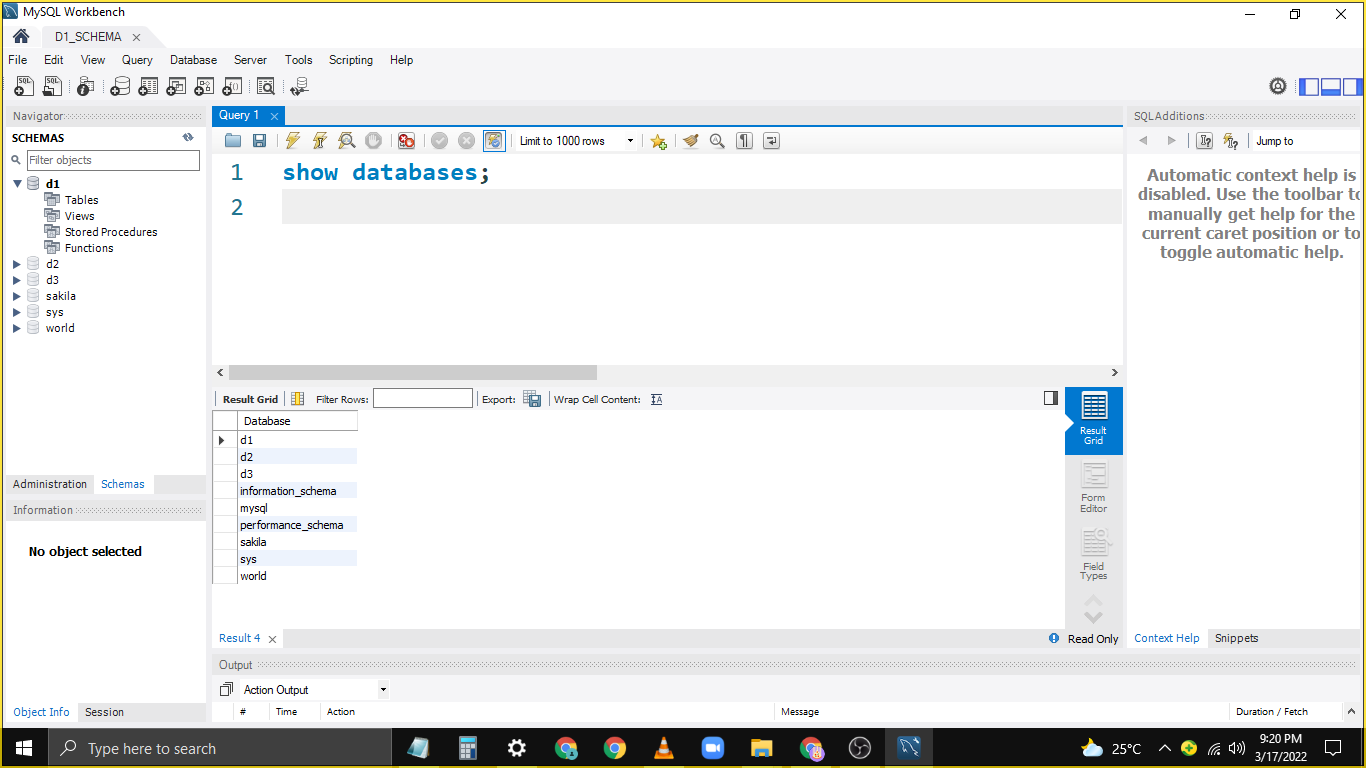 MySQL Workbench
D1_SCHEMA
File Edit View Query Database Server Tools Scripting Help
Navigator
SCHEMAS
Filter objects
d1
Tables
Views
Stored Procedures
Functions
d2
d3
sakila
sys
world
Administration Schemas
Information
No object selected
Object Info Session
Query 1
Limit to 1000 rows
1 show databases;
2
Result Grid Filter Rows: Export: Wrap Cell Content:
Database
d1
d2
d3
information_schema
mysql
performance_schema
sakila
sys
world
Result
Grid
Form
Editor
Field
Types
Result 4
Read Only
Output
Action Output
# Time Action Message Duration / Fetch
SQLAdditions
Jump to
Automatic context help is
disabled. Use the toolbar to
manually get help for the
current caret position or to
toggle automatic help.
Context Help Snippets
Type here to search
25°C
9:20 PM
3/17/2022